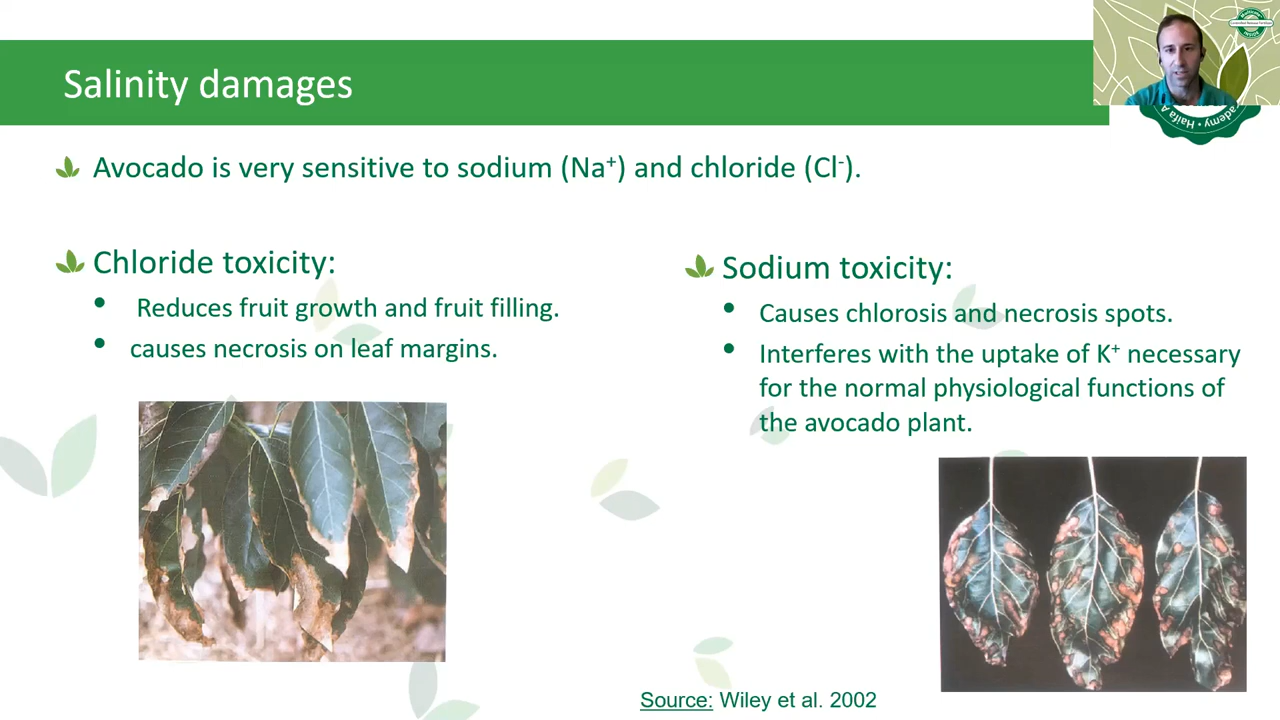 Salinity damages
ademy • Haifa A
Avocado is very sensitive to sodium (Na⁺) and chloride (Cl⁻).
Chloride toxicity:
Reduces fruit growth and fruit filling.
causes necrosis on leaf margins.
Sodium toxicity:
Causes chlorosis and necrosis spots.
Interferes with the uptake of K⁺ necessary
for the normal physiological functions of
the avocado plant.
Source: Wiley et al. 2002